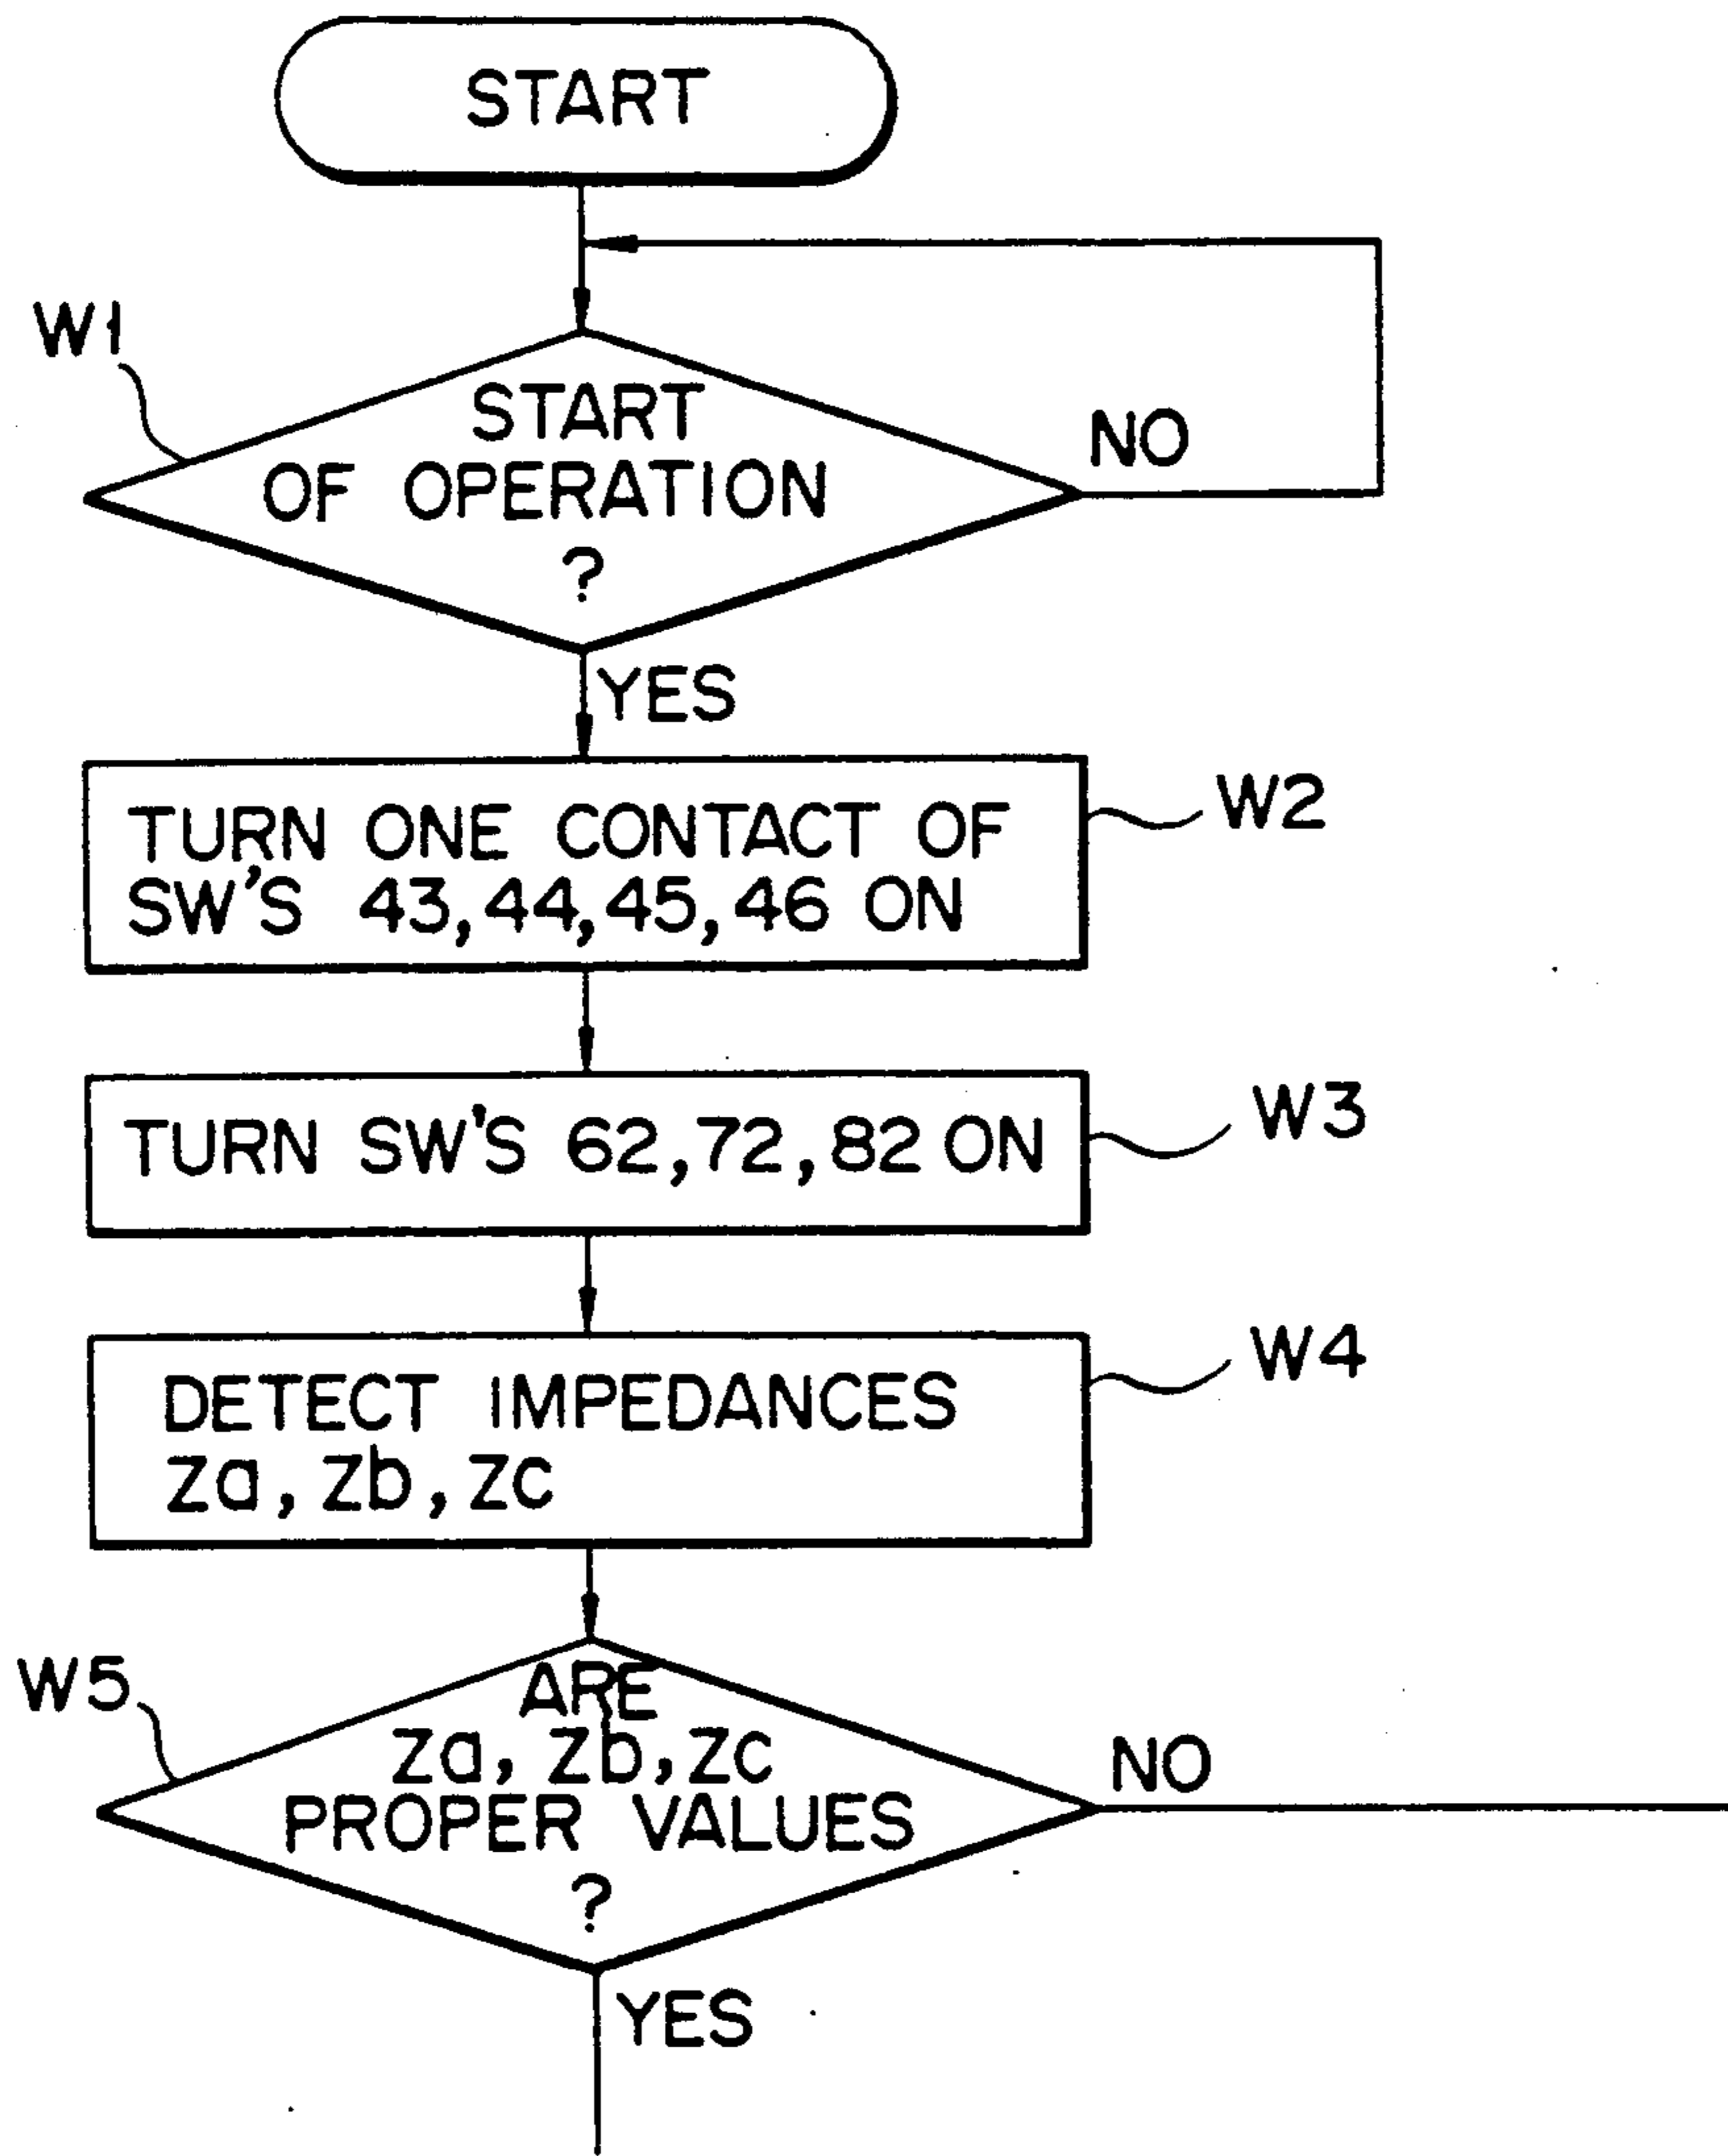 START
W1
START
OF OPERATION
?
NO
YES
TURN ONE CONTACT OF
SW'S 43,44,45,46 ON
W2
TURN SW'S 62,72,82 ON
W3
DETECT IMPEDANCES
Za, Zb, Zc
W4
W5
ARE
Za, Zb, Zc
PROPER VALUES
?
NO
YES